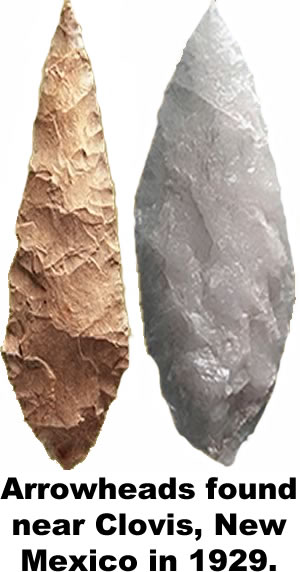 Arrowheads found
near Clovis, New
Mexico in 1929.